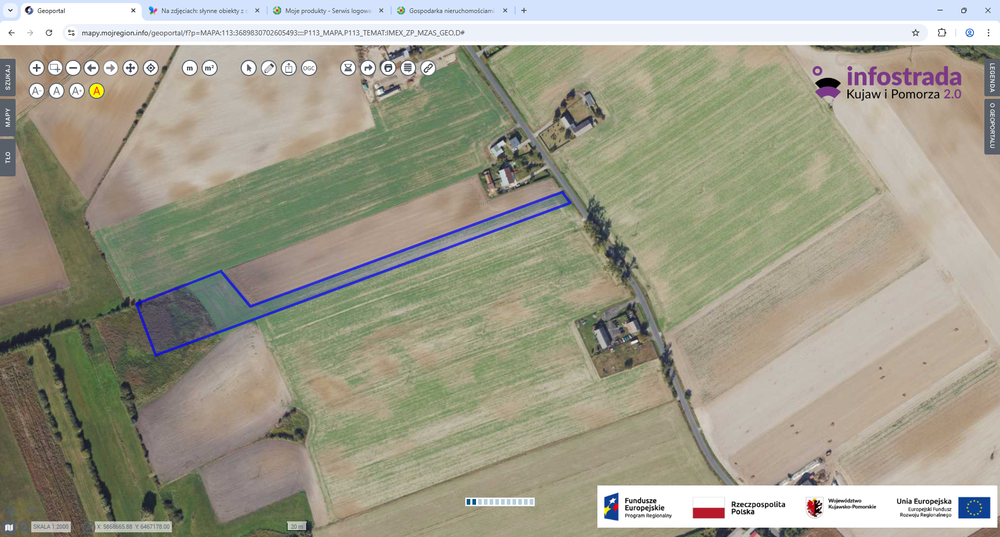 Geoportal
Na zdjęciach: słynne obiekty z
Moje produkty - Serwis logowa
Gospodarka nieruchomościami
mapy.mojregion.info/geoportal/f?p=MAPA:113:3689830702605493::::P113_MAPA,P113_TEMAT:IMEX_ZP_MZAS_GEO,D#
Zaloguj
m
m²
OGC
A-
A
A+
A
SZUKAJ
MAPY
TŁO
LEGENDA
O GEOPORTALU
infostrada
Kujaw i Pomorza 2.0
Fundusze
Europejskie
Program Regionalny
Rzeczpospolita
Polska
Województwo
Kujawsko-Pomorskie
Unia Europejska
Europejski Fundusz
Rozwoju Regionalnego
SKALA 1:2000
X: 5868665.88 Y: 6467178.00
20 m